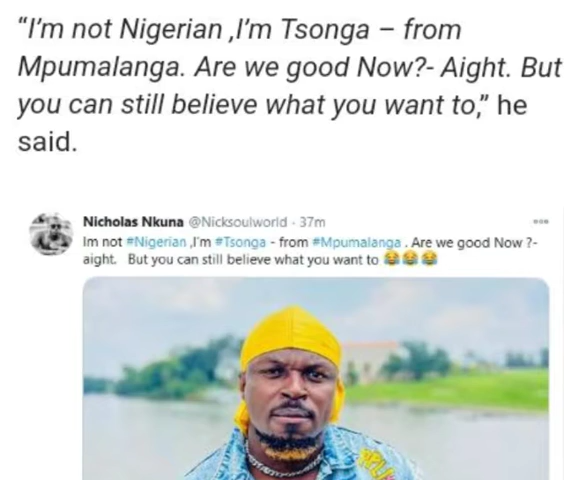 “I’m not Nigerian ,I’m Tsonga – from
Mpumalanga. Are we good Now?- Aight. But
you can still believe what you want to,” he
said.
Nicholas Nkuna @Nicksoulworld · 37m
Im not #Nigerian ,I'm #Tsonga - from #Mpumalanga . Are we good Now ?-
aight. But you can still believe what you want to 😂😂😂